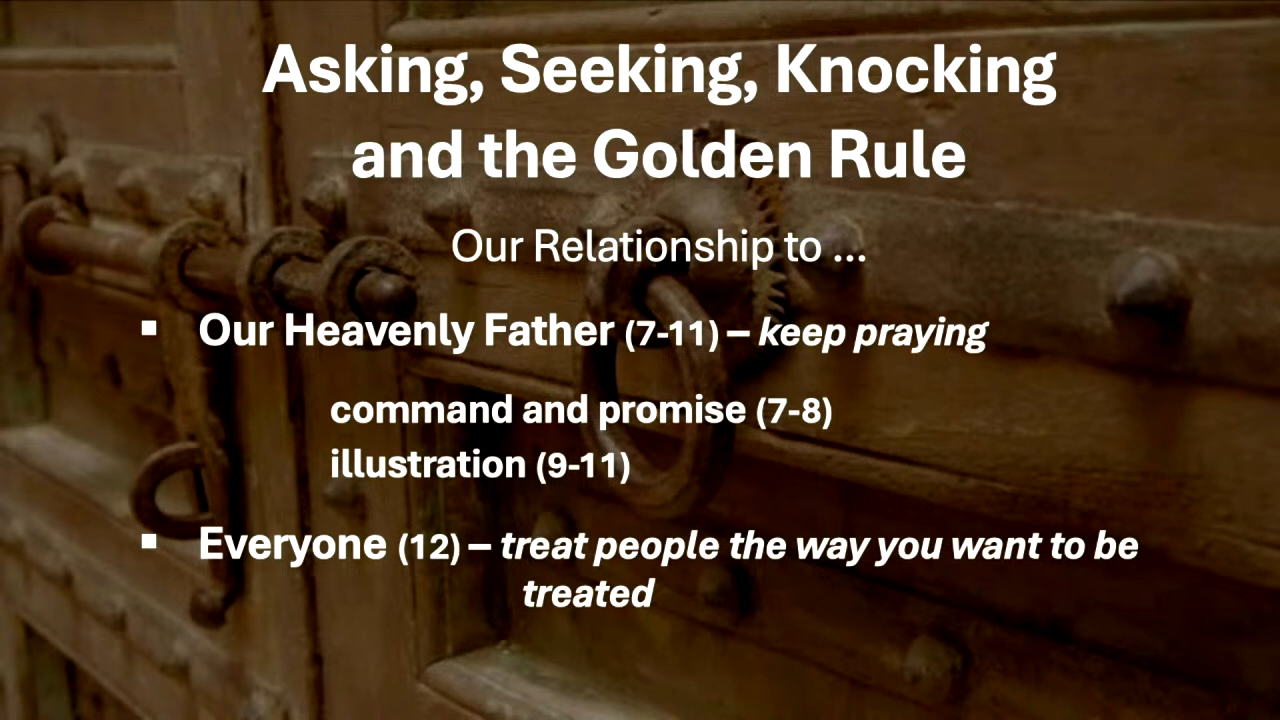 Asking, Seeking, Knocking
and the Golden Rule
Our Relationship to ...
▪ Our Heavenly Father (7-11) – keep praying
command and promise (7-8)
illustration (9-11)
▪ Everyone (12) – treat people the way you want to be
treated